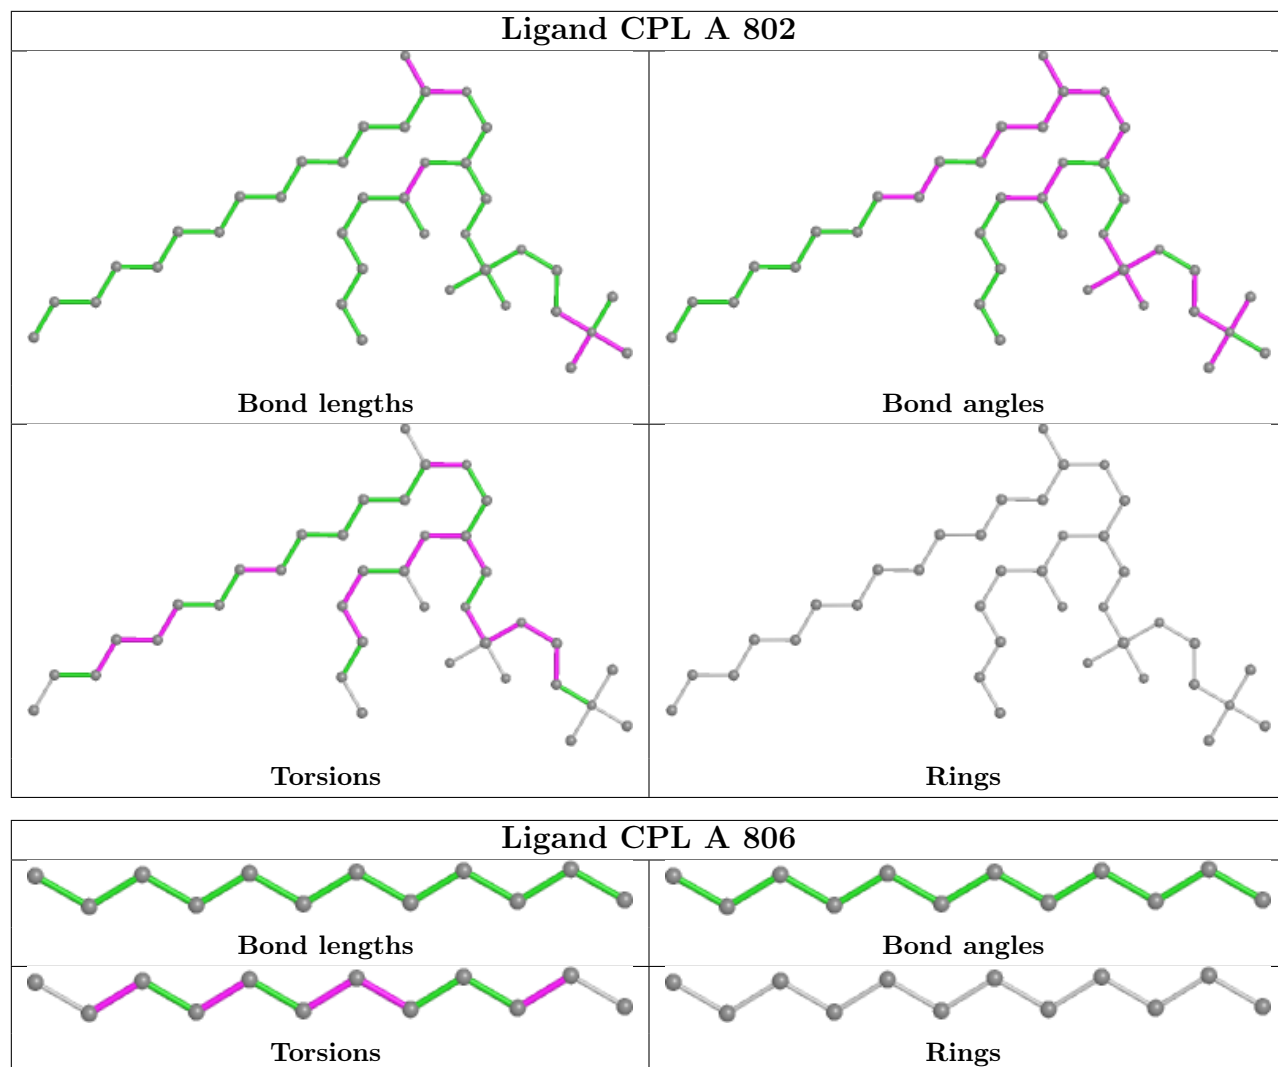 Ligand CPL A 802
Bond lengths
Bond angles
Torsions
Rings
Ligand CPL A 806
Bond lengths
Bond angles
Torsions
Rings